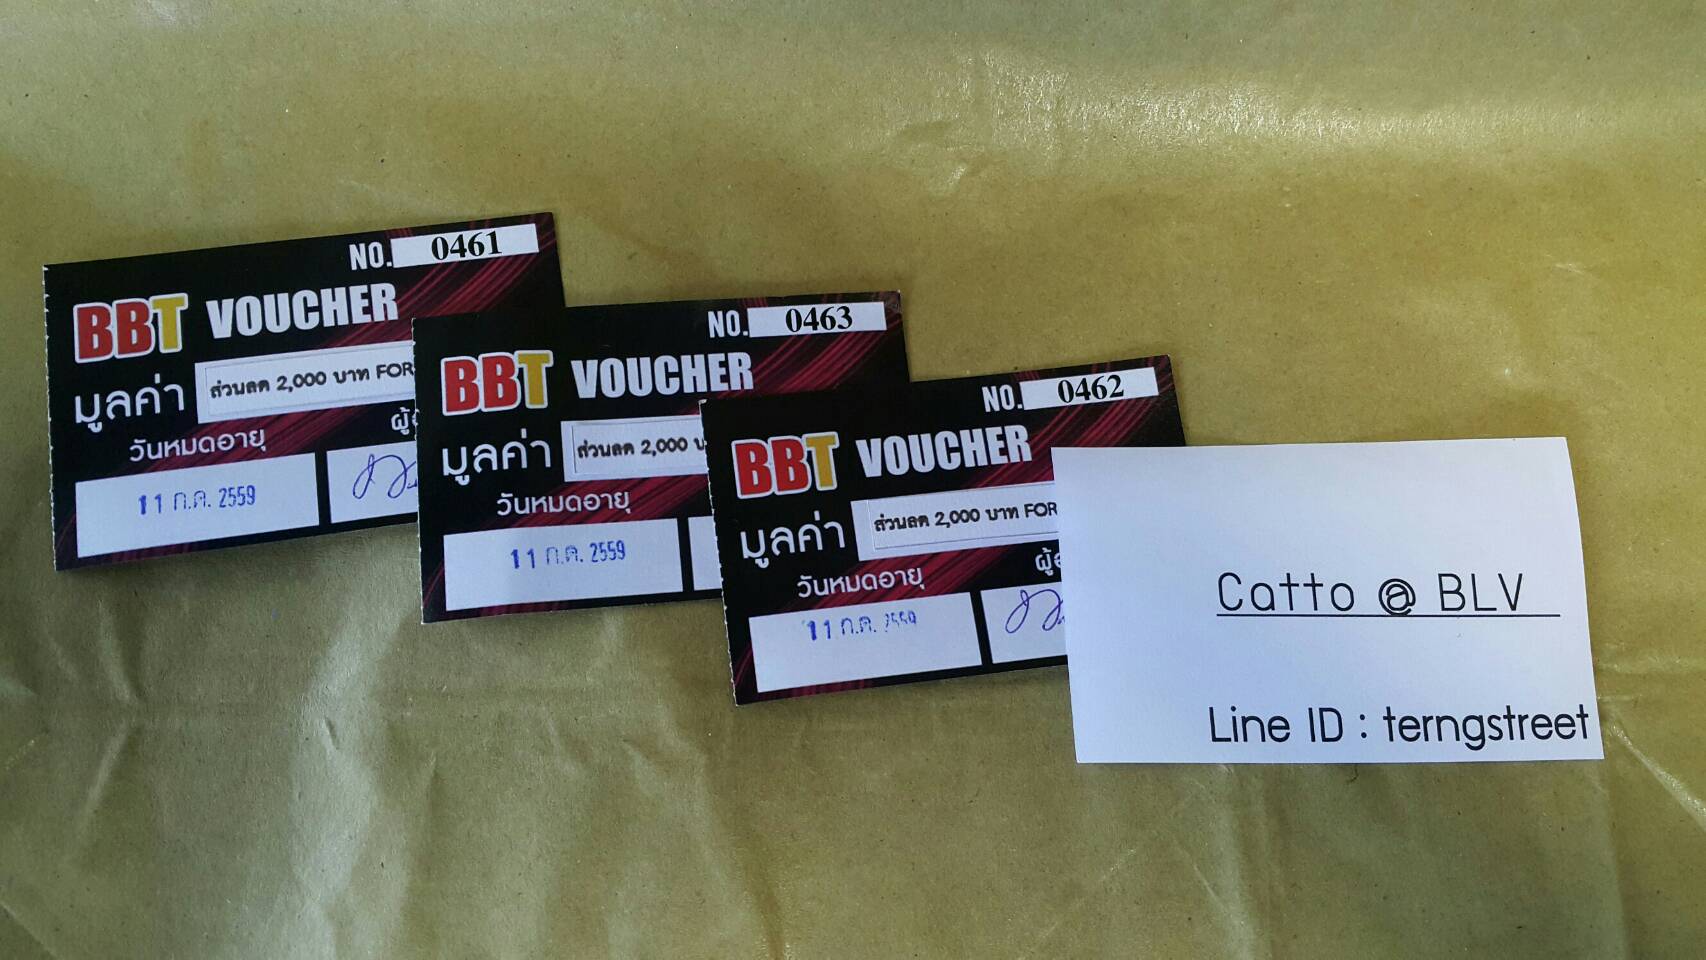 NO. 0461
BBT VOUCHER
มูลค่า ส่วนลด 2,000 บาท FOR
วันหมดอายุ
11 ก.ค. 2559
NO. 0463
BBT VOUCHER
มูลค่า ส่วนลด 2,000
วันหมดอายุ
11 ก.ค. 2559
NO. 0462
BBT VOUCHER
มูลค่า ส่วนลด 2,000 บาท FOR
วันหมดอายุ
11 ก.ค. 2559
Catto @ BLV
Line ID : terngstreet